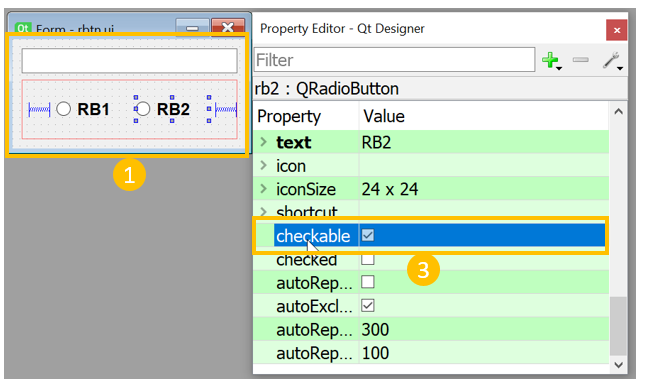 Form - rbtn.ui
RB1
RB2
1
Property Editor - Qt Designer
Filter
rb2 : QRadioButton
Property Value
text RB2
icon
iconSize 24 x 24
shortcut
checkable
checked
3
autoRep...
autoExcl...
autoRep... 300
autoRep... 100